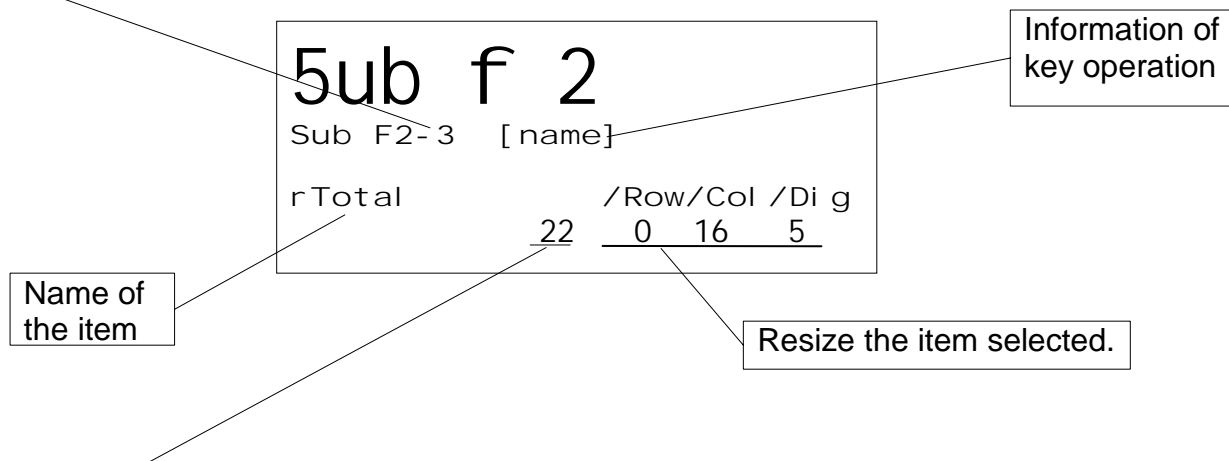 5ub f 2
Sub F2-3 [name]
rTotal /Row/Col /Dig
22 0 16 5
Information of
key operation
Name of
the item
Resize the item selected.